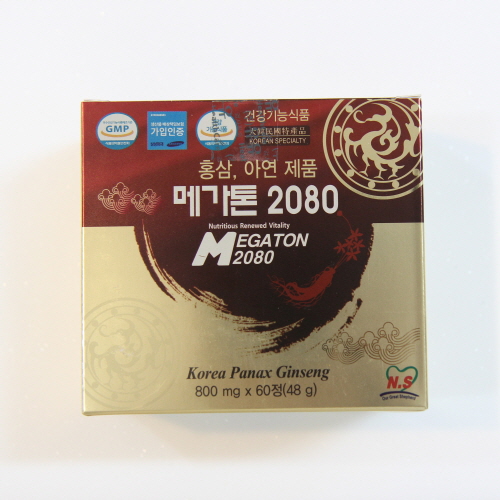 건강기능식품
大韓民國特産品
KOREAN SPECIALTY
GMP
가입인증
홍삼, 아연 제품
메가톤 2080
Nutritious Renewed Vitality
MEGATON
2080
Korea Panax Ginseng
800 mg x 60정(48 g)
N.S